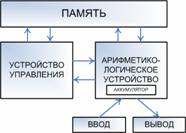 ПАМЯТЬ
УСТРОЙСТВО
УПРАВЛЕНИЯ
АРИФМЕТИКО-
ЛОГИЧЕСКОЕ
УСТРОЙСТВО
АККУМУЛЯТОР
ВВОД
ВЫВОД